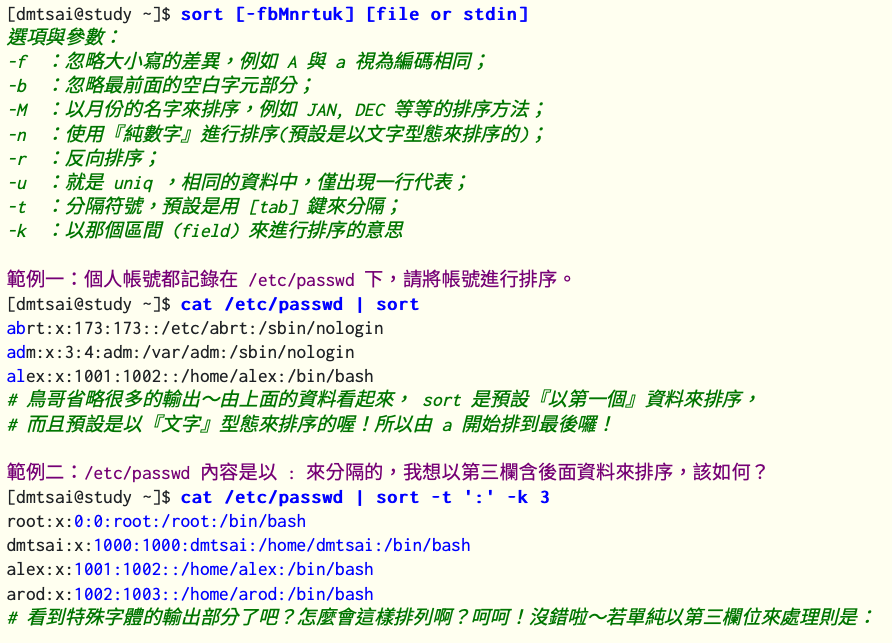 [dmtsai@study ~]$ sort [-fbMnrtuk] [file or stdin]
選項與參數：
-f  ：忽略大小寫的差異，例如 A 與 a 視為編碼相同；
-b  ：忽略最前面的空白字元部分；
-M  ：以月份的名字來排序，例如 JAN, DEC 等等的排序方法；
-n  ：使用『純數字』進行排序(預設是以文字型態來排序的)；
-r  ：反向排序；
-u  ：就是 uniq ，相同的資料中，僅出現一行代表；
-t  ：分隔符號，預設是用 [tab] 鍵來分隔；
-k  ：以那個區間 (field) 來進行排序的意思
範例一：個人帳號都記錄在 /etc/passwd 下，請將帳號進行排序。
[dmtsai@study ~]$ cat /etc/passwd | sort
abrt:x:173:173::/etc/abrt:/sbin/nologin
adm:x:3:4:adm:/var/adm:/sbin/nologin
alex:x:1001:1002::/home/alex:/bin/bash
# 鳥哥省略很多的輸出～由上面的資料看起來， sort 是預設『以第一個』資料來排序，
# 而且預設是以『文字』型態來排序的喔！所以由 a 開始排到最後囉！
範例二：/etc/passwd 內容是以 : 來分隔的，我想以第三欄含後面資料來排序，該如何？
[dmtsai@study ~]$ cat /etc/passwd | sort -t ':' -k 3
root:x:0:0:root:/root:/bin/bash
dmtsai:x:1000:1000:dmtsai:/home/dmtsai:/bin/bash
alex:x:1001:1002::/home/alex:/bin/bash
arod:x:1002:1003::/home/arod:/bin/bash
# 看到特殊字體的輸出部分了吧？怎麼會這樣排列啊？呵呵！沒錯啦～若單純以第三欄位來處理則是：